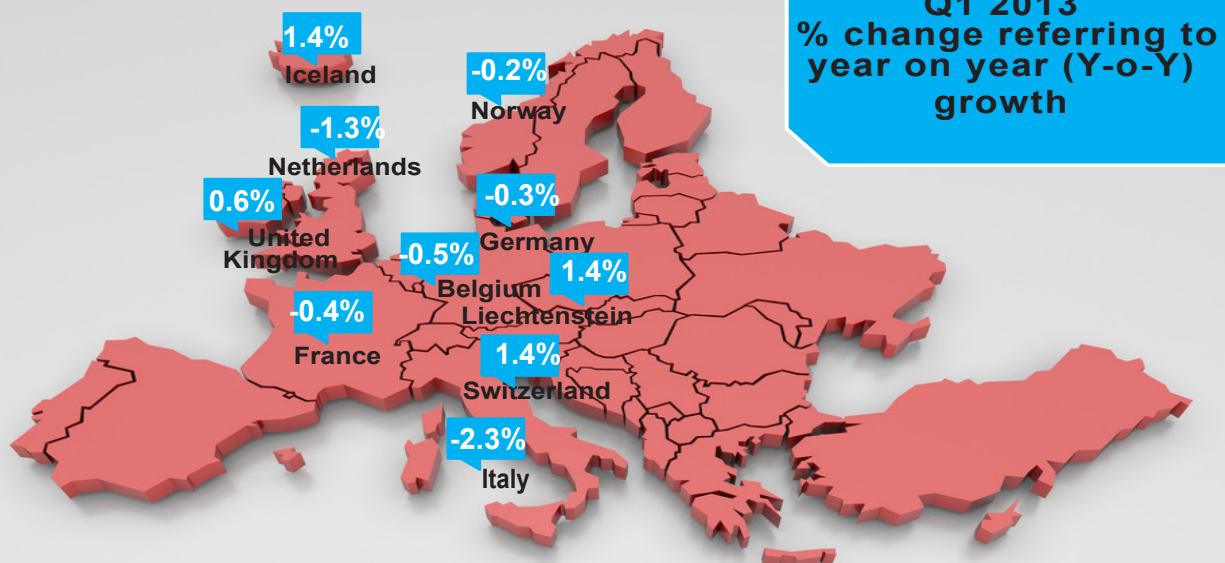 Q1 2013
% change referring to
year on year (Y-o-Y)
growth
1.4%
Iceland
-0.2%
Norway
-1.3%
Netherlands
0.6%
United
Kingdom
-0.3%
Germany
-0.5%
Belgium
1.4%
Liechtenstein
-0.4%
France
1.4%
Switzerland
-2.3%
Italy